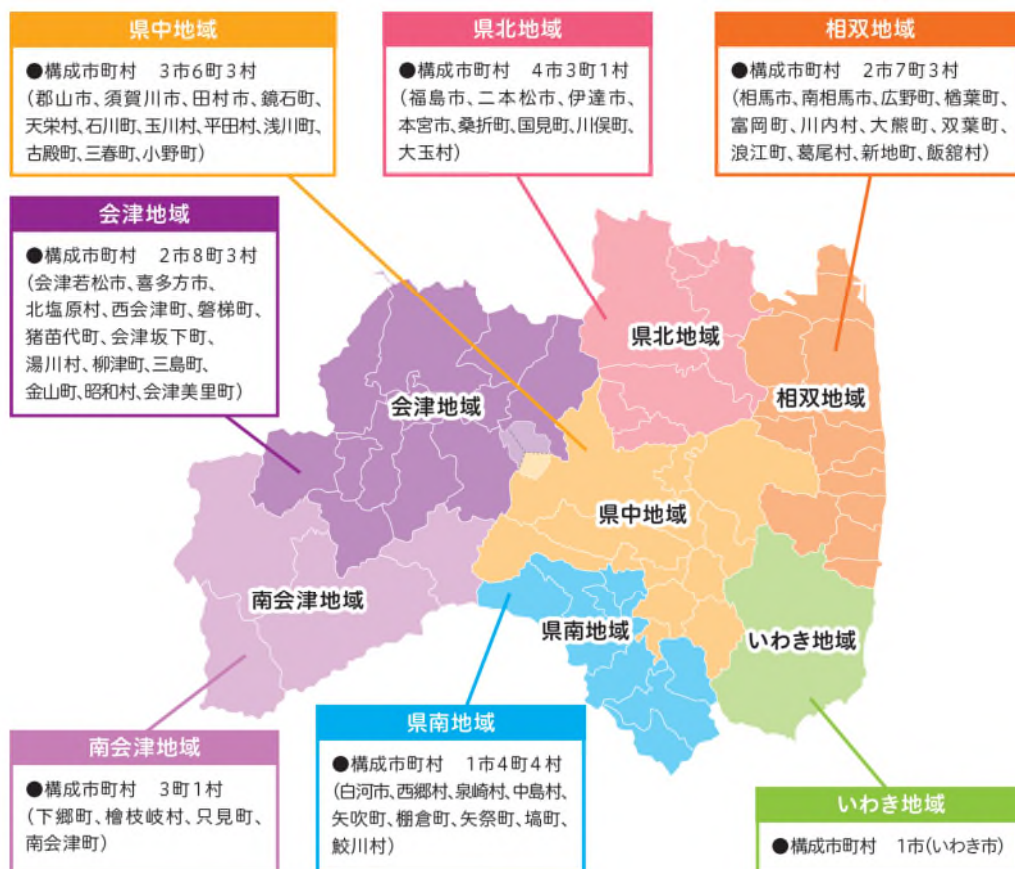 県中地域
●構成市町村 3市6町3村
(郡山市、須賀川市、田村市、鏡石町、
天栄村、石川町、玉川村、平田村、浅川町、
古殿町、三春町、小野町)
県北地域
●構成市町村 4市3町1村
(福島市、二本松市、伊達市、
本宮市、桑折町、国見町、川俣町、
大玉村)
相双地域
●構成市町村 2市7町3村
(相馬市、南相馬市、広野町、楢葉町、
富岡町、川内村、大熊町、双葉町、
浪江町、葛尾村、新地町、飯舘村)
会津地域
●構成市町村 2市8町3村
(会津若松市、喜多方市、
北塩原村、西会津町、磐梯町、
猪苗代町、会津坂下町、
湯川村、柳津町、三島町、
金山町、昭和村、会津美里町)
県北地域
会津地域
相双地域
県中地域
南会津地域
県南地域
いわき地域
南会津地域
●構成市町村 3町1村
(下郷町、檜枝岐村、只見町、
南会津町)
県南地域
●構成市町村 1市4町4村
(白河市、西郷村、泉崎村、中島村、
矢吹町、棚倉町、矢祭町、塙町、
鮫川村)
いわき地域
●構成市町村 1市(いわき市)